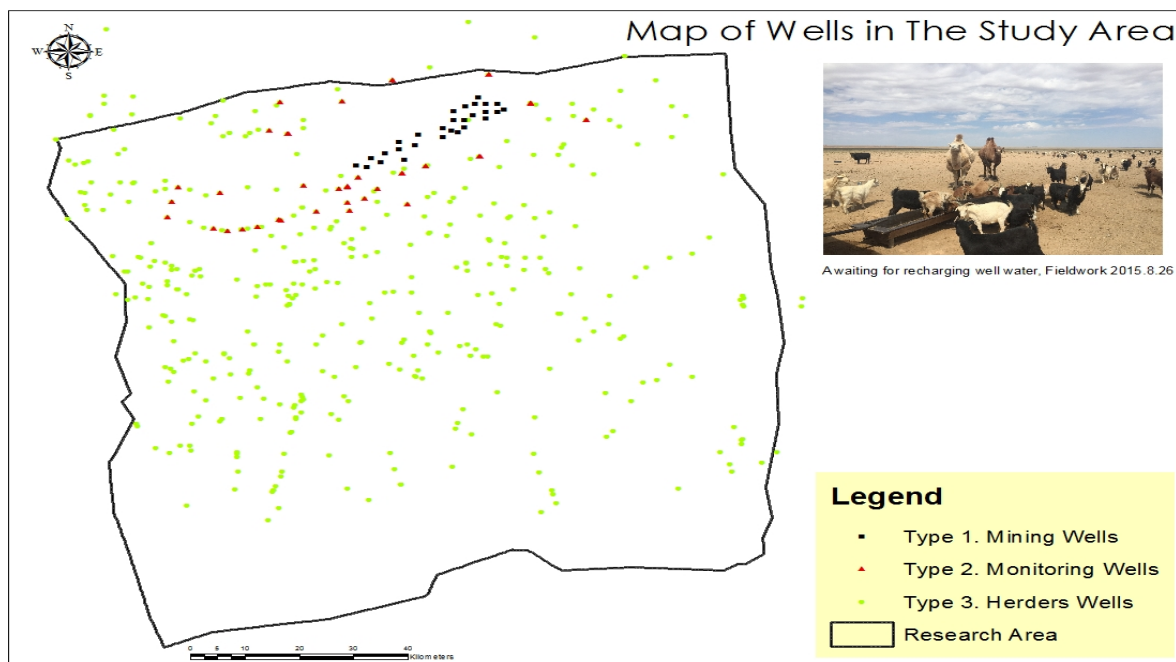 Map of Wells in The Study Area
N
W E
S
Awaiting for recharging well water, Fieldwork 2015.8.26
Legend
Type 1. Mining Wells
Type 2. Monitoring Wells
Type 3. Herders Wells
Research Area
0 5 10 20 30 40
Kilometers